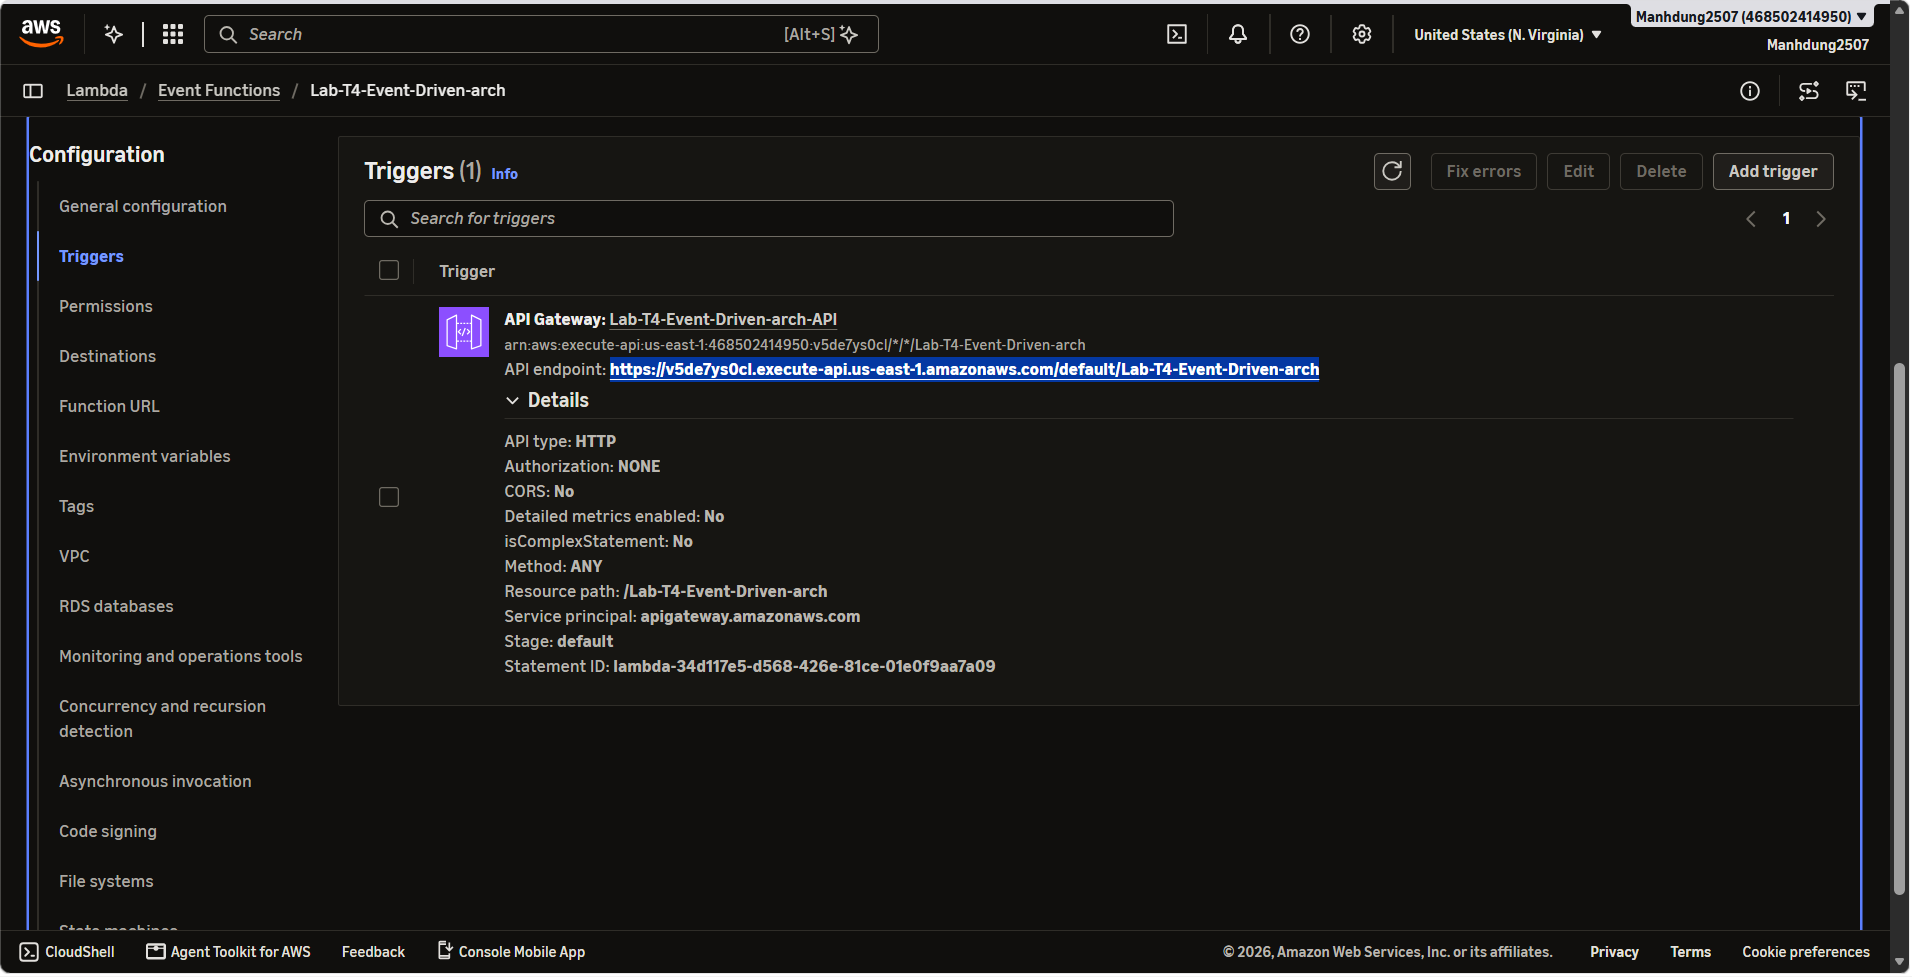 aws
Search [Alt+S]
United States (N. Virginia)
Manhdung2507 (468502414950)
Manhdung2507
Lambda / Event Functions / Lab-T4-Event-Driven-arch
Configuration
General configuration
Triggers
Permissions
Destinations
Function URL
Environment variables
Tags
VPC
RDS databases
Monitoring and operations tools
Concurrency and recursion
detection
Asynchronous invocation
Code signing
File systems
State machines
Triggers (1) Info
Fix errors
Edit
Delete
Add trigger
Search for triggers
1
Trigger
API Gateway: Lab-T4-Event-Driven-arch-API
arn:aws:execute-api:us-east-1:468502414950:v5de7ys0cl/*/*/Lab-T4-Event-Driven-arch
API endpoint: https://v5de7ys0cl.execute-api.us-east-1.amazonaws.com/default/Lab-T4-Event-Driven-arch
Details
API type: HTTP
Authorization: NONE
CORS: No
Detailed metrics enabled: No
isComplexStatement: No
Method: ANY
Resource path: /Lab-T4-Event-Driven-arch
Service principal: apigateway.amazonaws.com
Stage: default
Statement ID: lambda-34d117e5-d568-426e-81ce-01e0f9aa7a09
CloudShell
Agent Toolkit for AWS
Feedback
Console Mobile App
© 2026, Amazon Web Services, Inc. or its affiliates.
Privacy
Terms
Cookie preferences